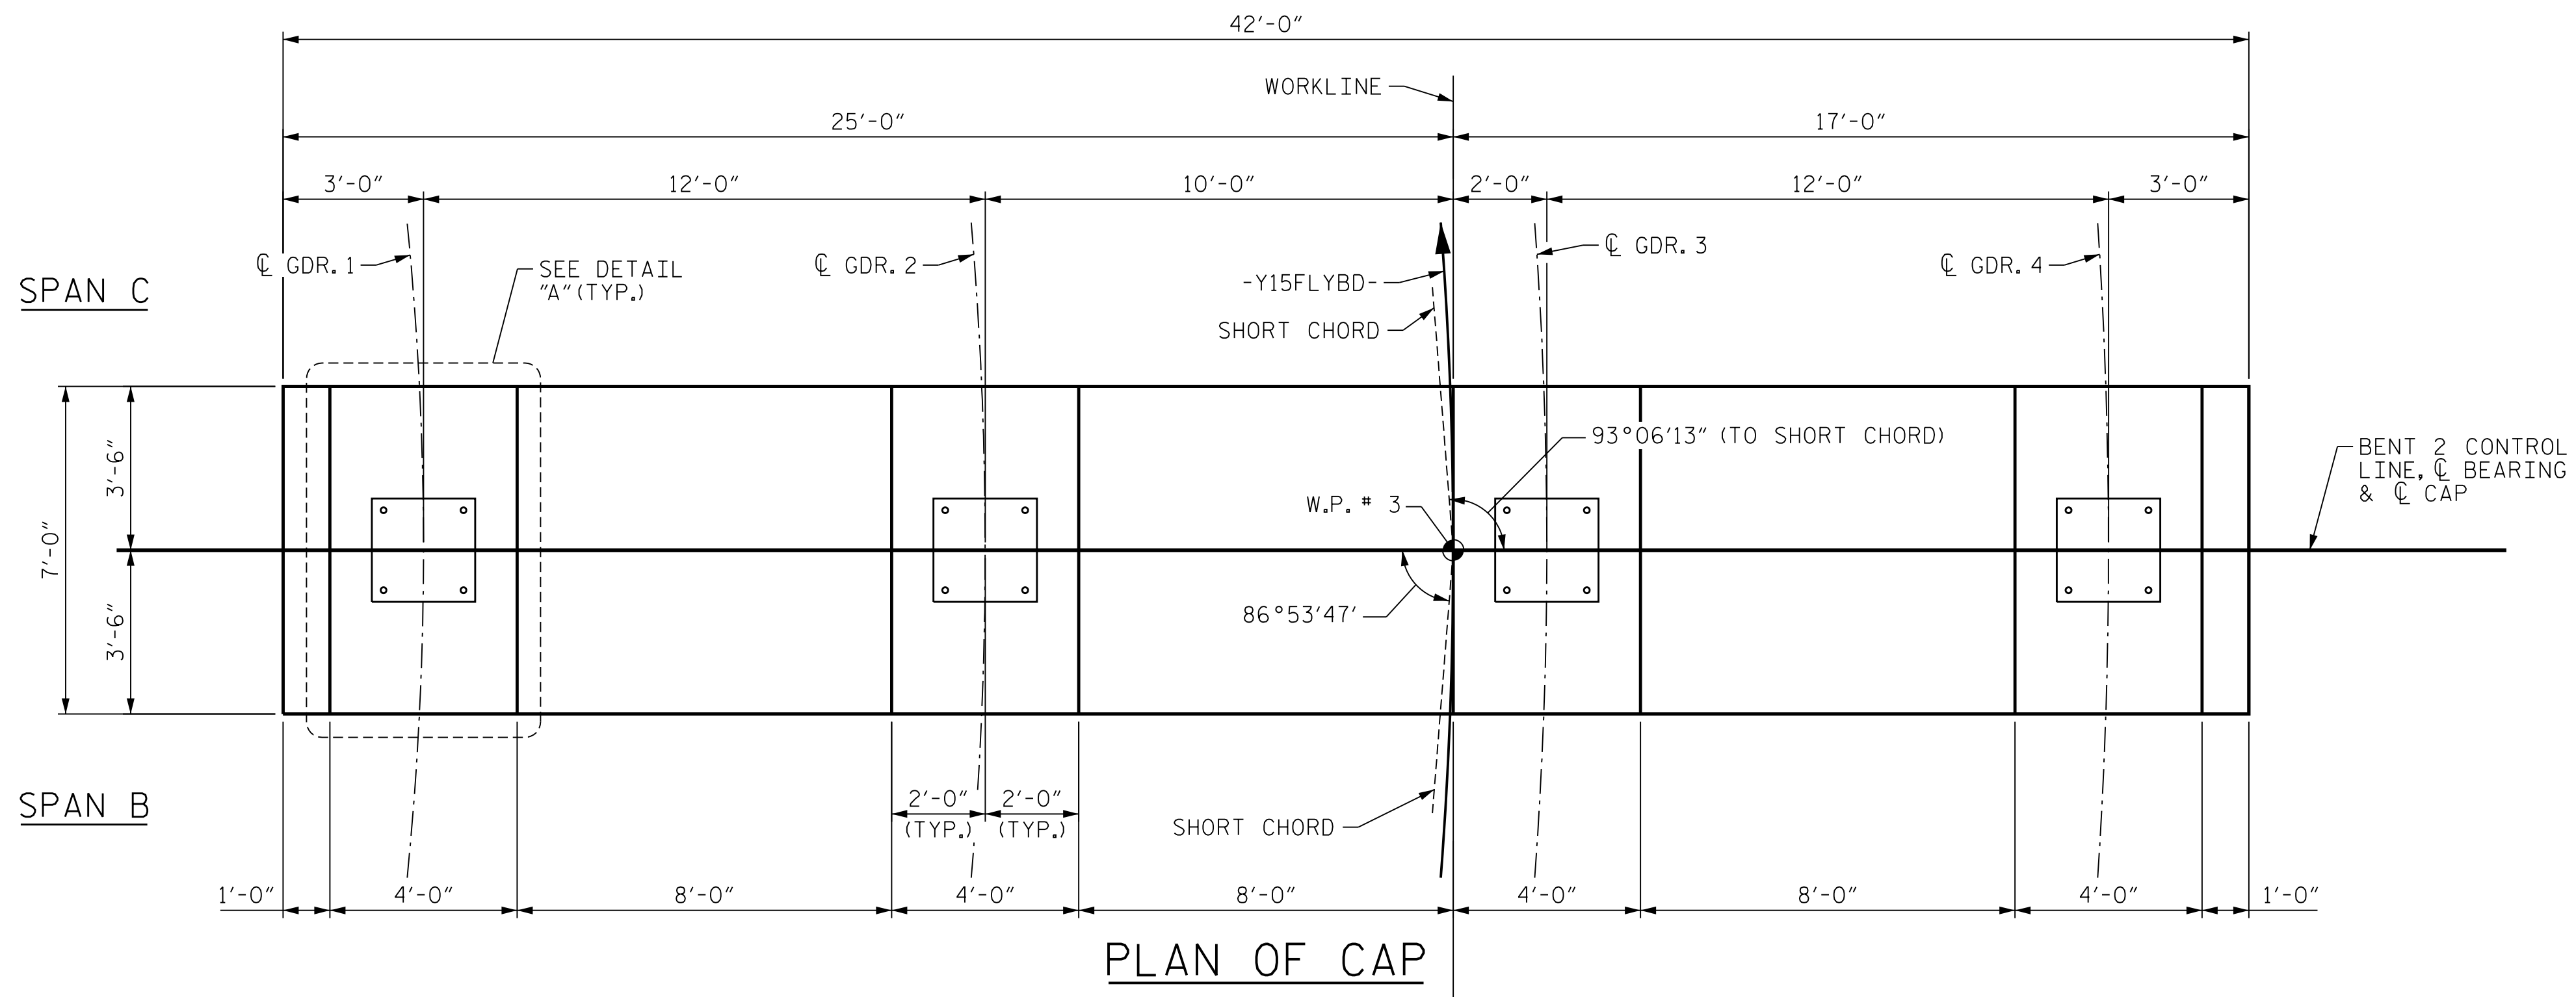 42'-0"
WORKLINE
25'-0"
17'-0"
3'-0"
12'-0"
10'-0"
2'-0"
12'-0"
3'-0"
SPAN C
℄ GDR. 1
SEE DETAIL
"A" (TYP.)
℄ GDR. 2
-Y15FLYBD-
SHORT CHORD
℄ GDR. 3
℄ GDR. 4
7'-0"
3'-6"
3'-6"
93°06'13" (TO SHORT CHORD)
W.P. # 3
86°53'47'
BENT 2 CONTROL
LINE, ℄ BEARING
& ℄ CAP
SPAN B
2'-0"
(TYP.)
2'-0"
(TYP.)
SHORT CHORD
1'-0"
4'-0"
8'-0"
4'-0"
8'-0"
4'-0"
8'-0"
4'-0"
1'-0"
PLAN OF CAP